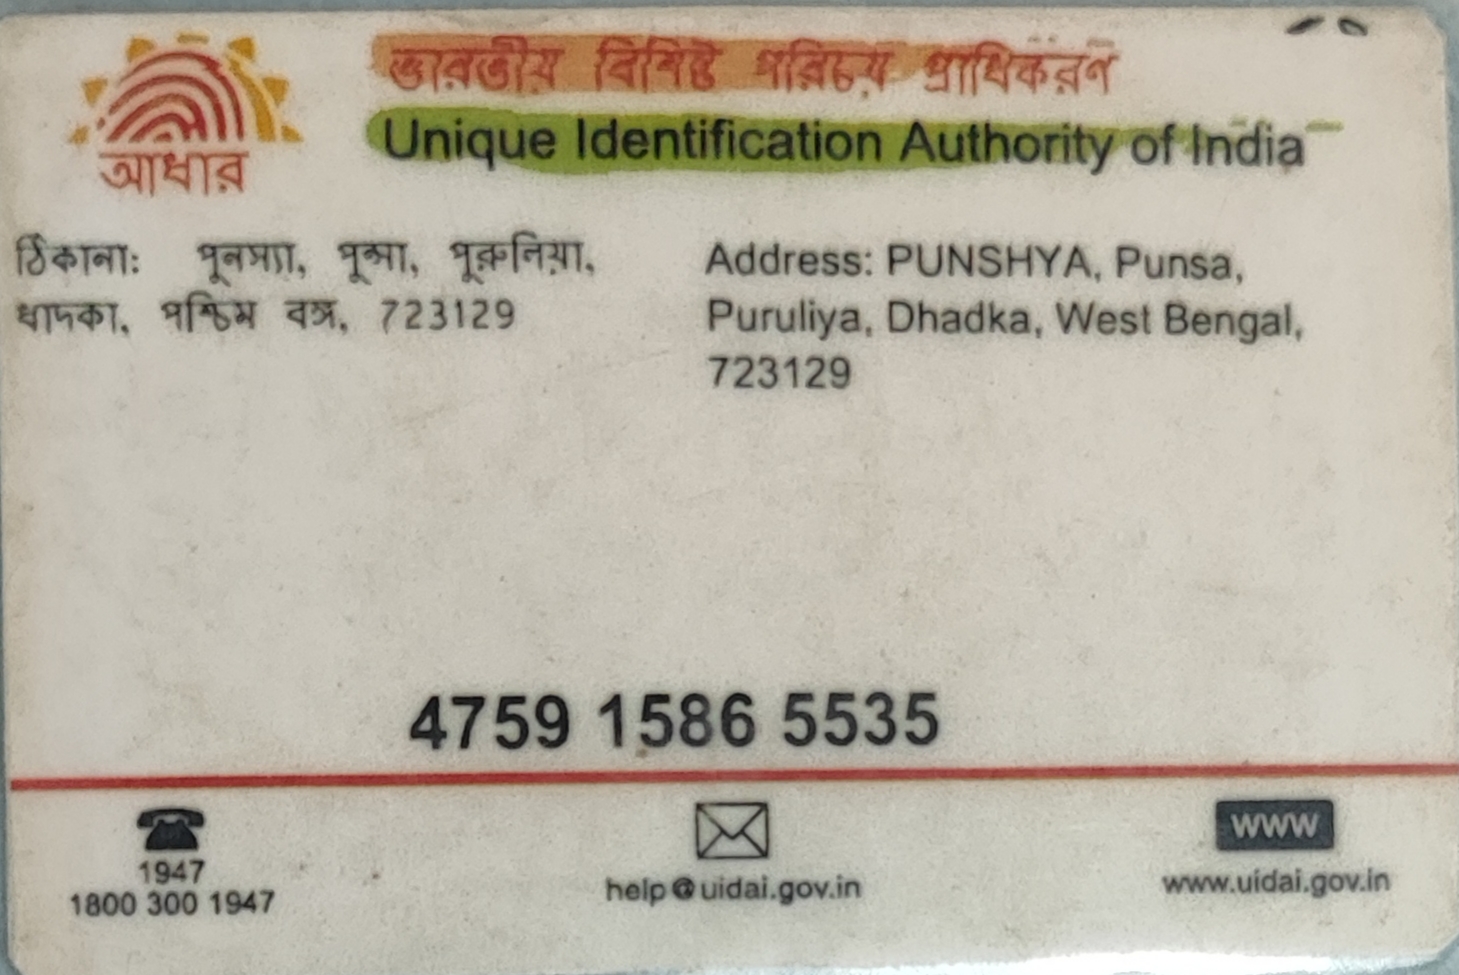 ভারতীয় বিশিষ্ট পরিচয় প্রাধিকরণ
Unique Identification Authority of India
আধার
ঠিকানা: পূনস্যা, পূন্সা, পূরুলিয়া,
ধাদকা, পশ্চিম বঙ্গ, 723129
Address: PUNSHYA, Punsa,
Puruliya, Dhadka, West Bengal,
723129
4759 1586 5535
1947
1800 300 1947
help@uidai.gov.in
www
www.uidai.gov.in